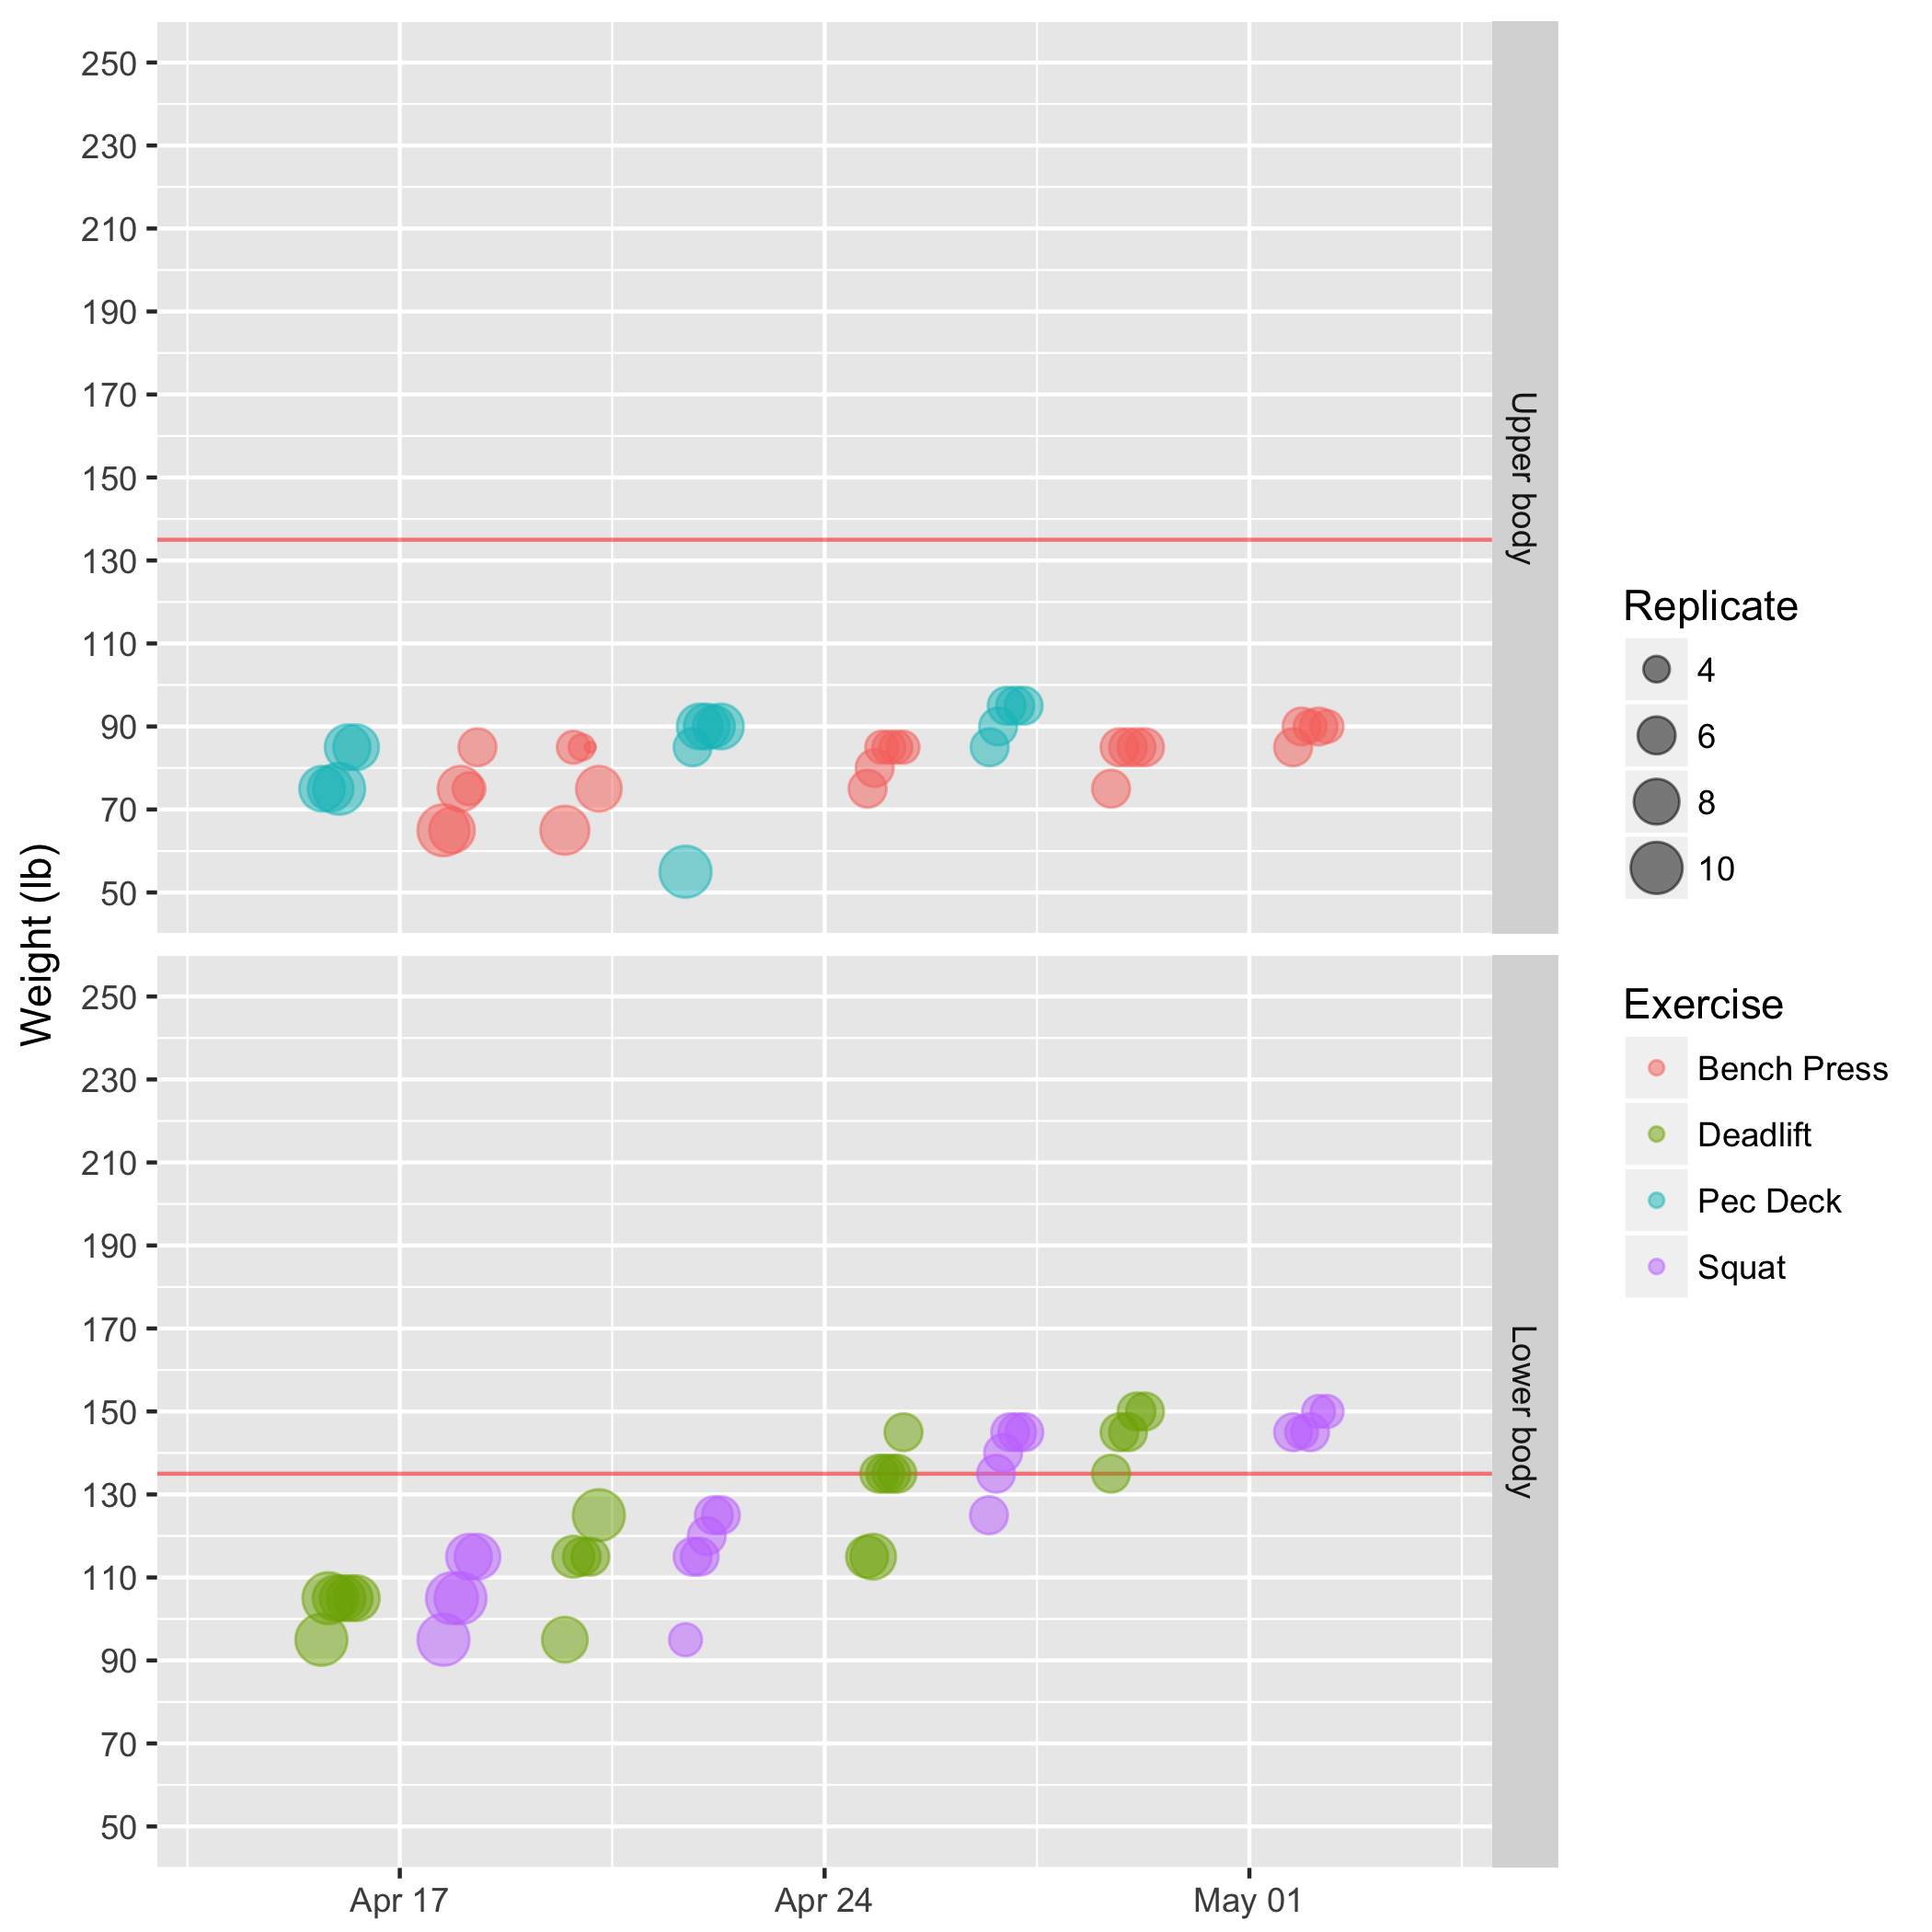 Weight (lb)
250
230
210
190
170
150
130
110
90
70
50
Upper body
250
230
210
190
170
150
130
110
90
70
50
Lower body
Apr 17
Apr 24
May 01
Replicate
4
6
8
10
Exercise
Bench Press
Deadlift
Pec Deck
Squat